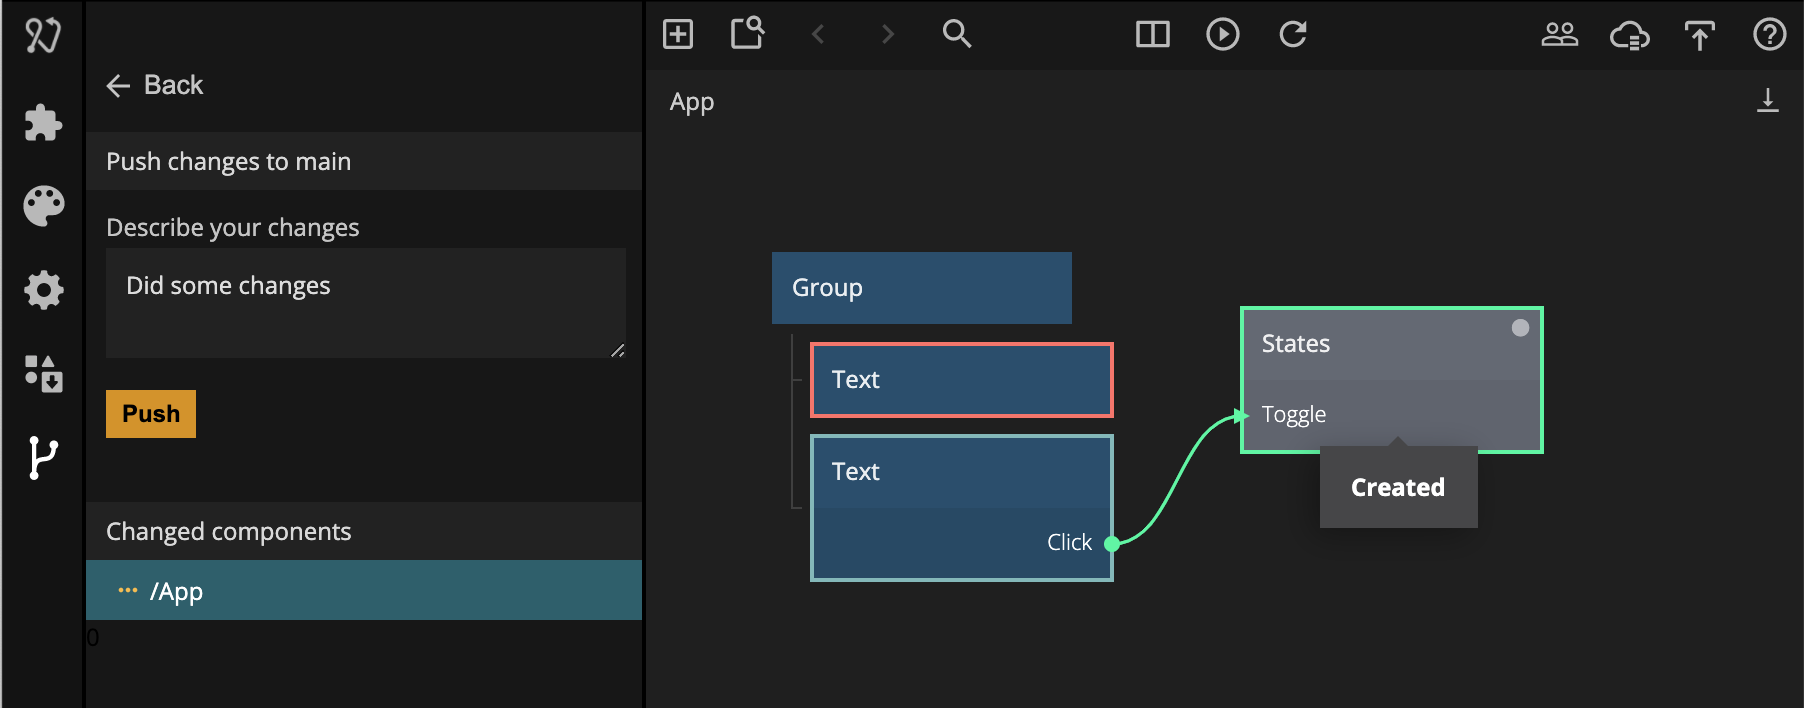 Back
Push changes to main
Describe your changes
Did some changes
Push
Changed components
/App
0
App
Group
Text
Text
Click
States
Toggle
Created